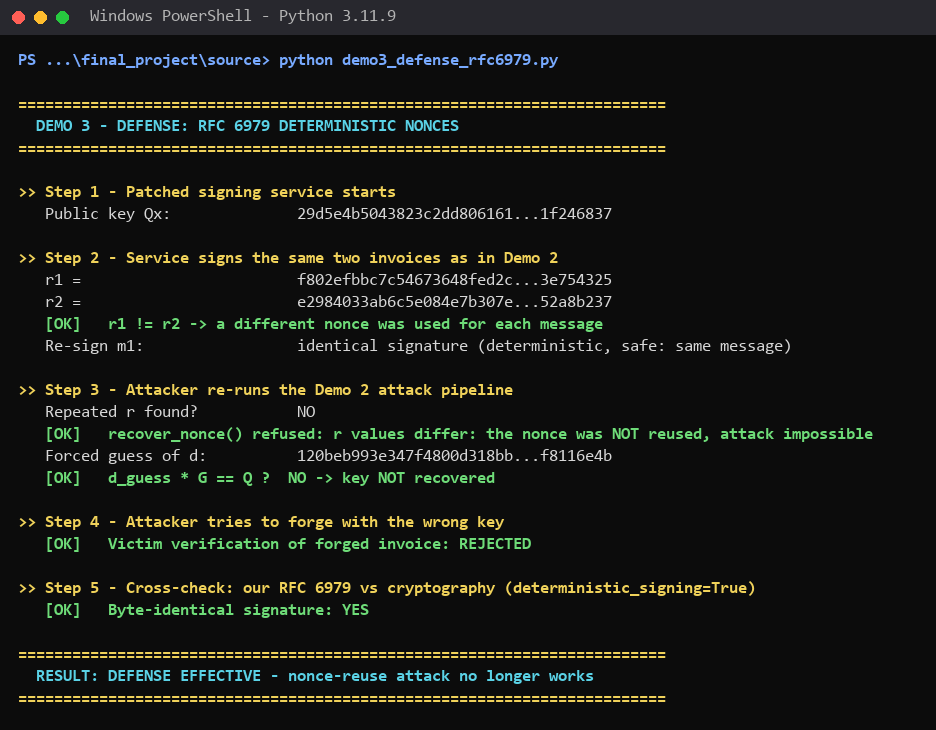 Windows PowerShell - Python 3.11.9
PS ...\final_project\source> python demo3_defense_rfc6979.py
========================================================================
DEMO 3 - DEFENSE: RFC 6979 DETERMINISTIC NONCES
========================================================================
>> Step 1 - Patched signing service starts
Public key Qx: 29d5e4b5043823c2dd806161...1f246837
>> Step 2 - Service signs the same two invoices as in Demo 2
r1 = f802efbbc7c54673648fed2c...3e754325
r2 = e2984033ab6c5e084e7b307e...52a8b237
[OK] r1 != r2 -> a different nonce was used for each message
Re-sign m1: identical signature (deterministic, safe: same message)
>> Step 3 - Attacker re-runs the Demo 2 attack pipeline
Repeated r found? NO
[OK] recover_nonce() refused: r values differ: the nonce was NOT reused, attack impossible
Forced guess of d: 120beb993e347f4800d318bb...f8116e4b
[OK] d_guess * G == Q ? NO -> key NOT recovered
>> Step 4 - Attacker tries to forge with the wrong key
[OK] Victim verification of forged invoice: REJECTED
>> Step 5 - Cross-check: our RFC 6979 vs cryptography (deterministic_signing=True)
[OK] Byte-identical signature: YES
========================================================================
RESULT: DEFENSE EFFECTIVE - nonce-reuse attack no longer works
========================================================================